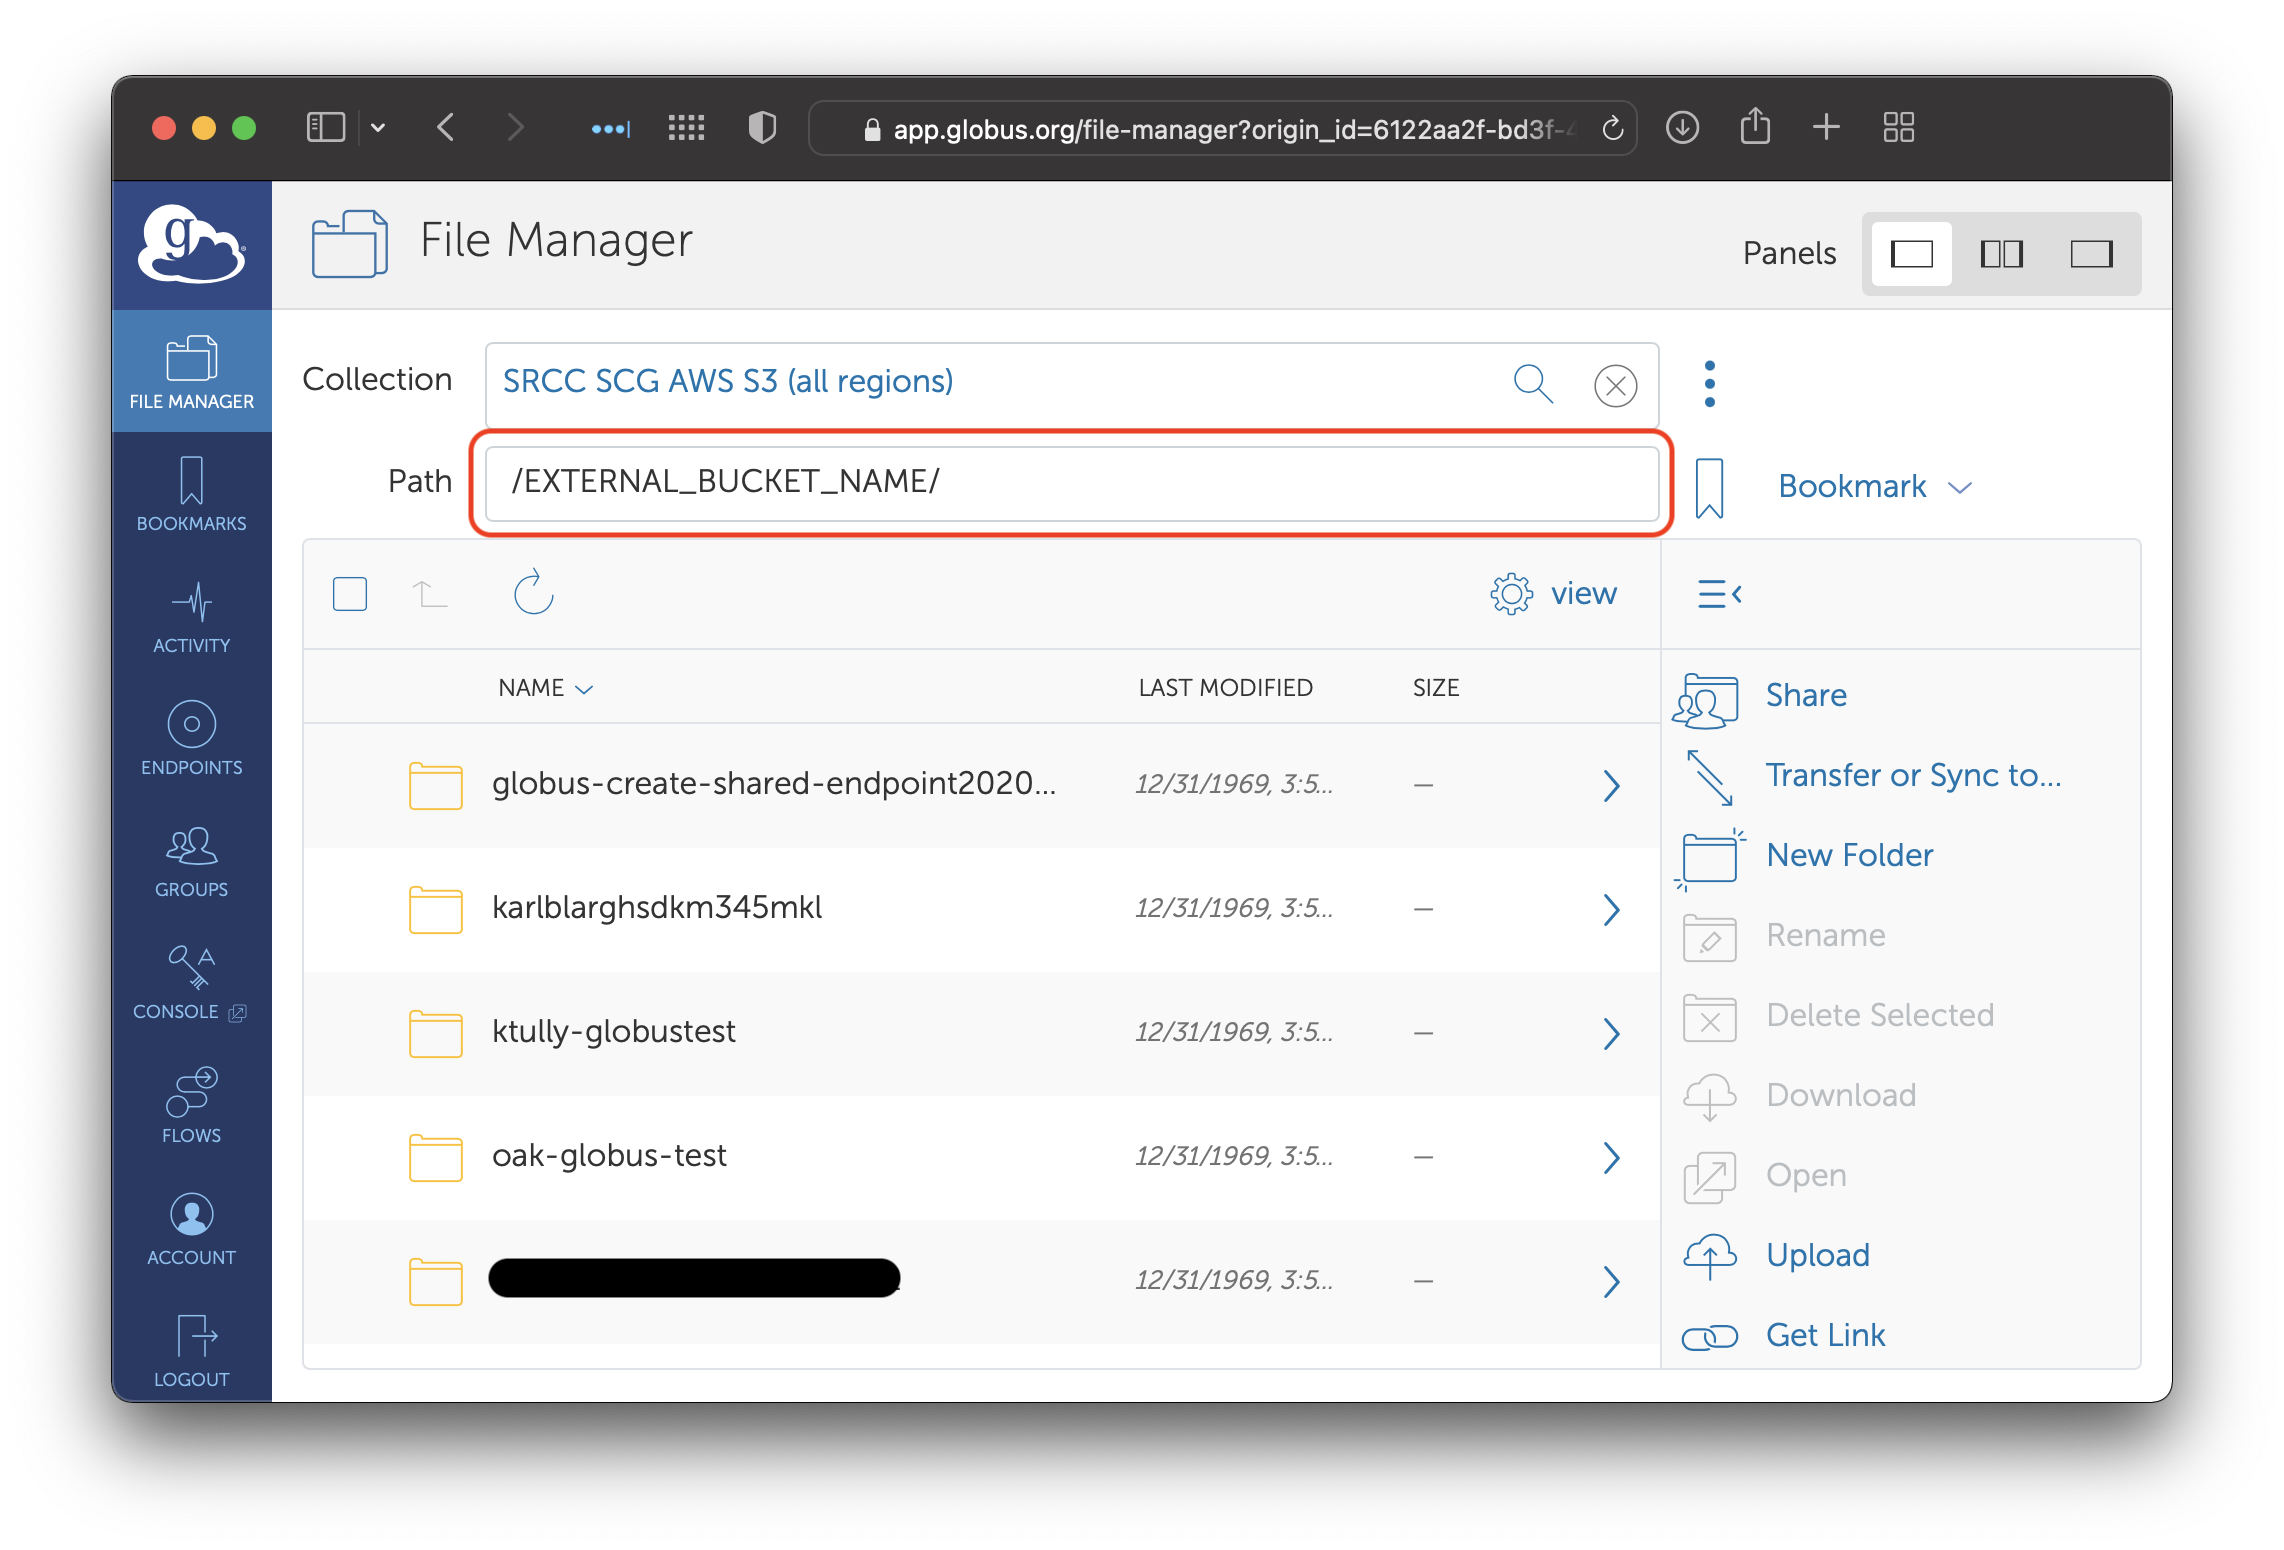 app.globus.org/file-manager?origin_id=6122aa2f-bd3f-4
g
File Manager
Panels
FILE MANAGER
BOOKMARKS
ACTIVITY
ENDPOINTS
GROUPS
CONSOLE
FLOWS
ACCOUNT
LOGOUT
Collection
SRCC SCG AWS S3 (all regions)
Path
/EXTERNAL_BUCKET_NAME/
Bookmark
view
NAME LAST MODIFIED SIZE
globus-create-shared-endpoint2020... 12/31/1969, 3:5... —
karlblarghsdkm345mkl 12/31/1969, 3:5... —
ktully-globustest 12/31/1969, 3:5... —
oak-globus-test 12/31/1969, 3:5... —
12/31/1969, 3:5... —
Share
Transfer or Sync to...
New Folder
Rename
Delete Selected
Download
Open
Upload
Get Link